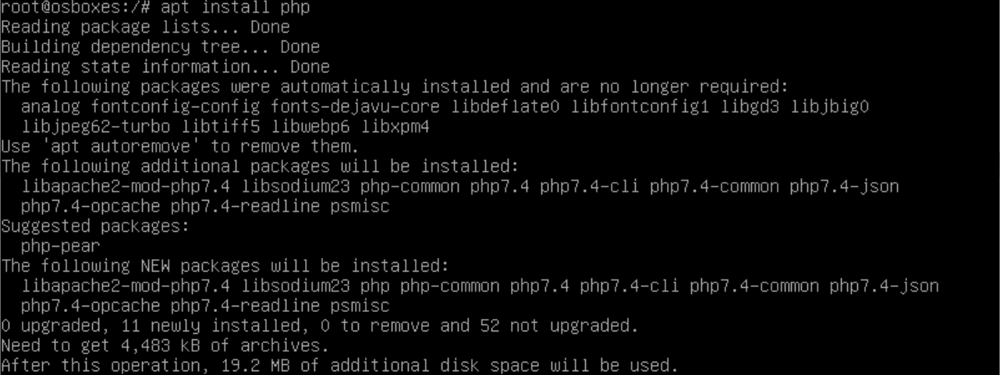 root@osboxes:/# apt install php
Reading package lists... Done
Building dependency tree... Done
Reading state information... Done
The following packages were automatically installed and are no longer required:
  analog fontconfig-config fonts-dejavu-core libdeflate0 libfontconfig1 libgd3 libjbig0
  libjpeg62-turbo libtiff5 libwebp6 libxpm4
Use 'apt autoremove' to remove them.
The following additional packages will be installed:
  libapache2-mod-php7.4 libsodium23 php-common php7.4 php7.4-cli php7.4-common php7.4-json
  php7.4-opcache php7.4-readline psmisc
Suggested packages:
  php-pear
The following NEW packages will be installed:
  libapache2-mod-php7.4 libsodium23 php php-common php7.4 php7.4-cli php7.4-common php7.4-json
  php7.4-opcache php7.4-readline psmisc
0 upgraded, 11 newly installed, 0 to remove and 52 not upgraded.
Need to get 4,483 kB of archives.
After this operation, 19.2 MB of additional disk space will be used.